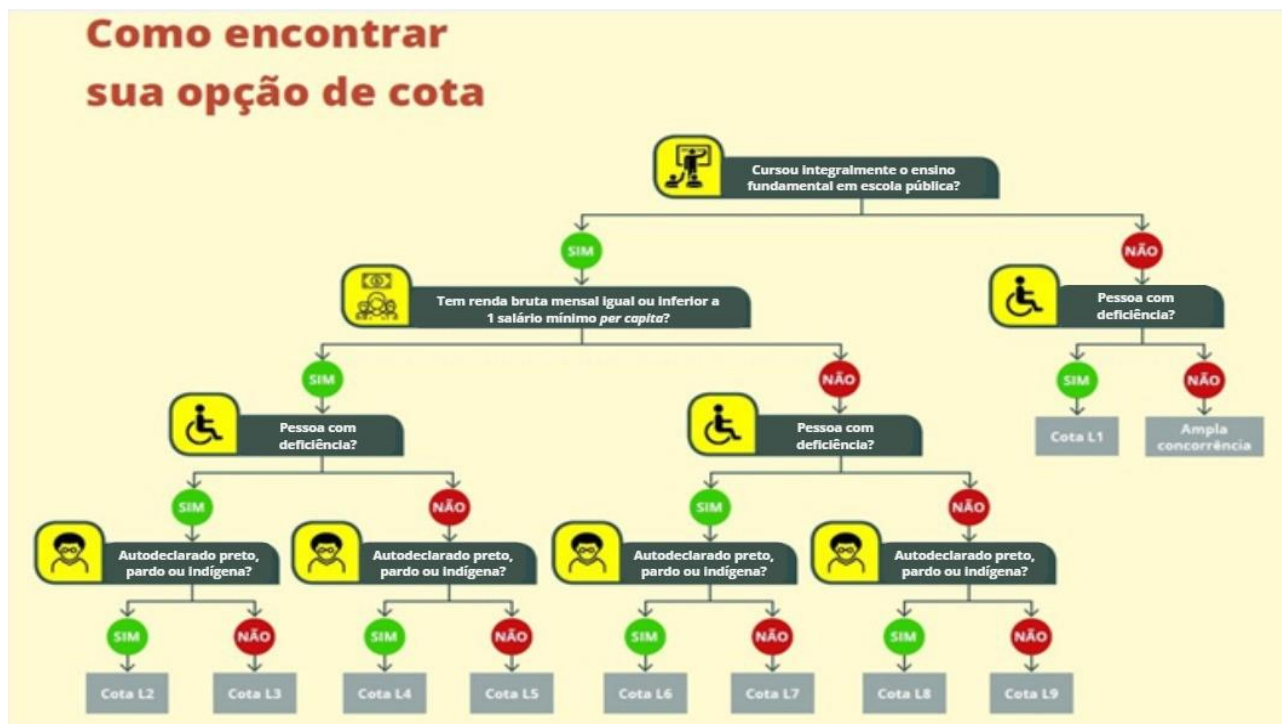 Como encontrar
sua opção de cota
Cursou integralmente o ensino
fundamental em escola pública?
SIM
NÃO
Tem renda bruta mensal igual ou inferior a
1 salário mínimo per capita?
Pessoa com
deficiência?
SIM
NÃO
SIM
NÃO
Pessoa com
deficiência?
Pessoa com
deficiência?
Cota L1
Ampla
concorrência
SIM
NÃO
SIM
NÃO
Autodeclarado preto,
pardo ou indígena?
Autodeclarado preto,
pardo ou indígena?
Autodeclarado preto,
pardo ou indígena?
Autodeclarado preto,
pardo ou indígena?
SIM
NÃO
SIM
NÃO
SIM
NÃO
SIM
NÃO
Cota L2
Cota L3
Cota L4
Cota L5
Cota L6
Cota L7
Cota L8
Cota L9